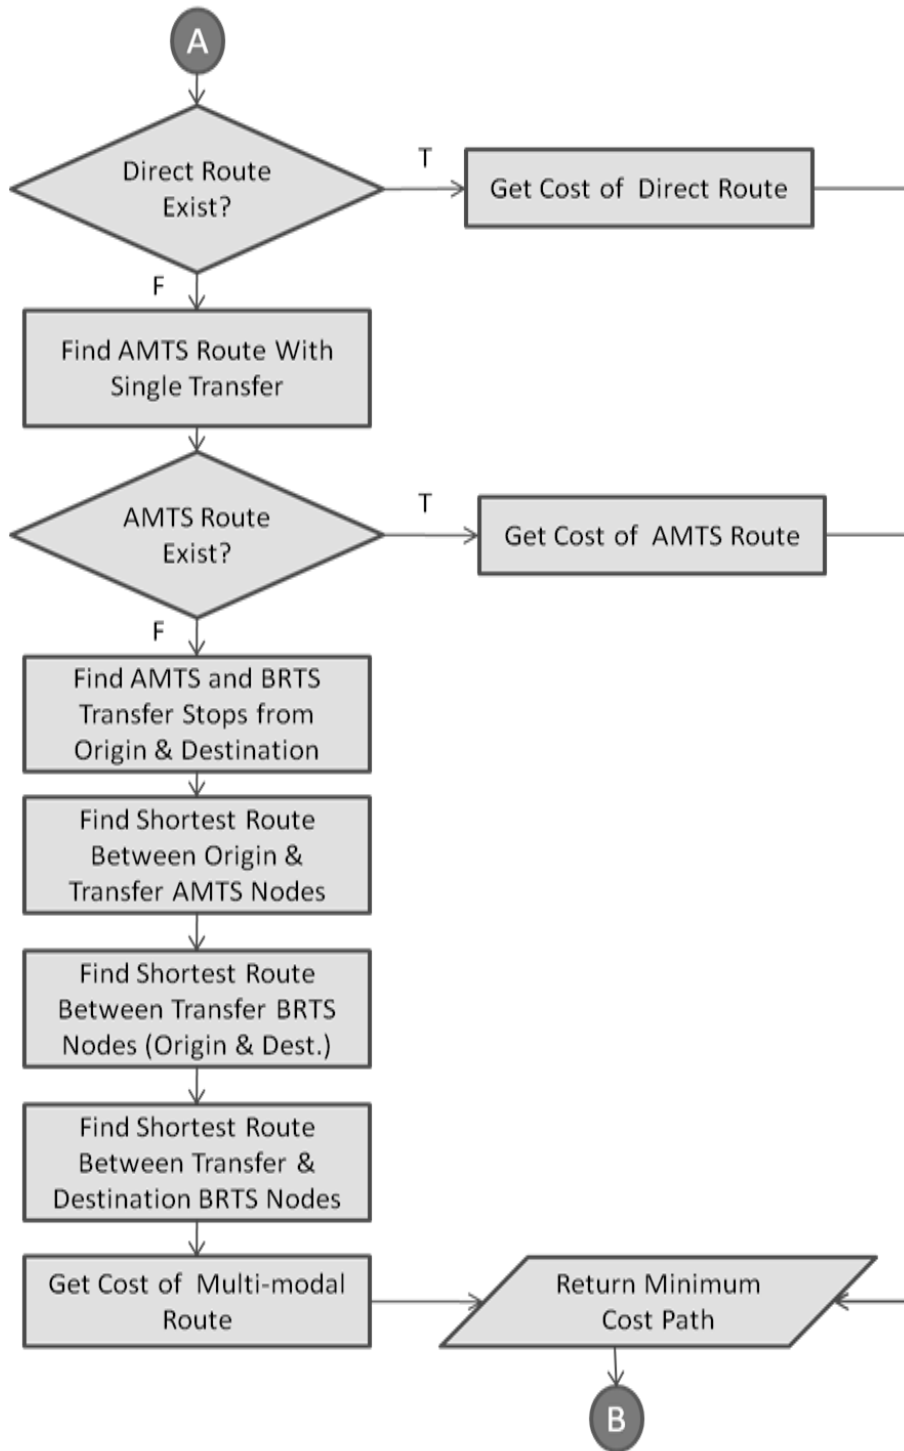 A
Direct Route
Exist?
T
Get Cost of Direct Route
F
Find AMTS Route With
Single Transfer
AMTS Route
Exist?
T
Get Cost of AMTS Route
F
Find AMTS and BRTS
Transfer Stops from
Origin & Destination
Find Shortest Route
Between Origin &
Transfer AMTS Nodes
Find Shortest Route
Between Transfer BRTS
Nodes (Origin & Dest.)
Find Shortest Route
Between Transfer &
Destination BRTS Nodes
Get Cost of Multi-modal
Route
Return Minimum
Cost Path
B